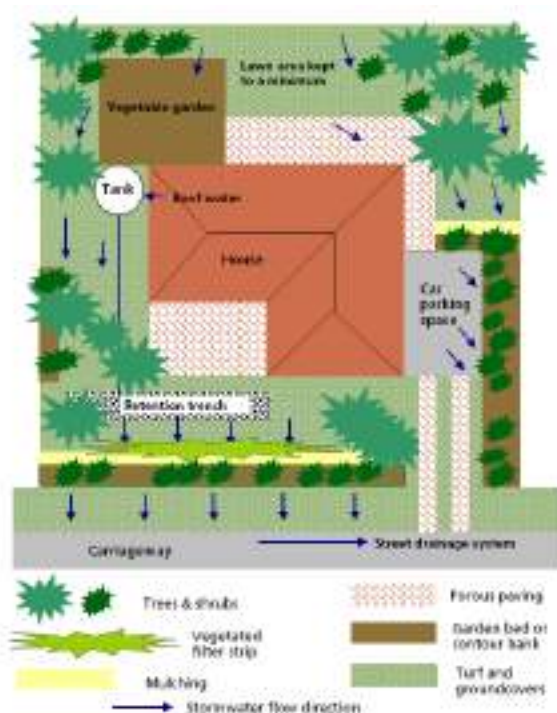 Lawn area kept
to a minimum
Vegetable garden
Tank
Roof water
House
Car
parking
space
Retention trench
Carriageway
Street drainage system
Trees & shrubs
Porous paving
Vegetated
filter strip
Garden bed or
contour bank
Mulching
Turf and
groundcovers
Stormwater flow direction